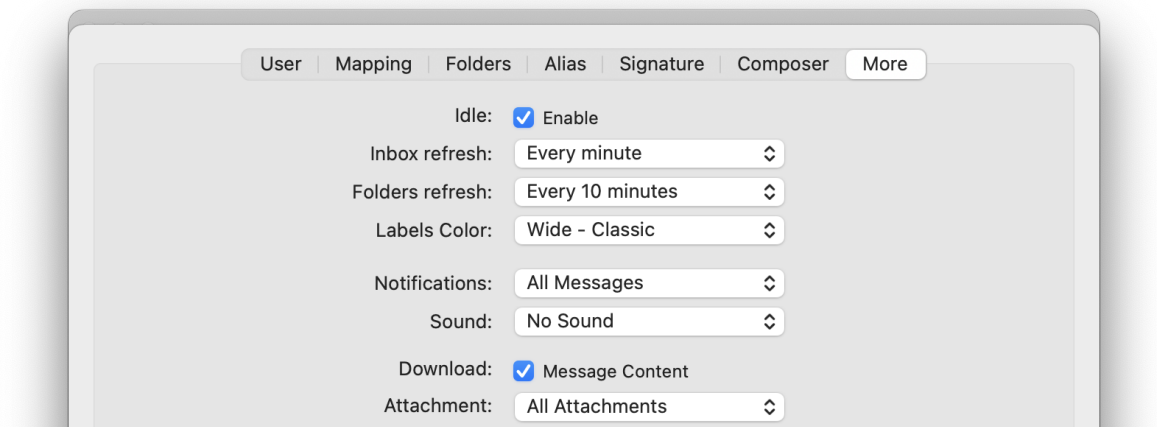 User Mapping Folders Alias Signature Composer More
Idle: Enable
Inbox refresh: Every minute
Folders refresh: Every 10 minutes
Labels Color: Wide - Classic
Notifications: All Messages
Sound: No Sound
Download: Message Content
Attachment: All Attachments